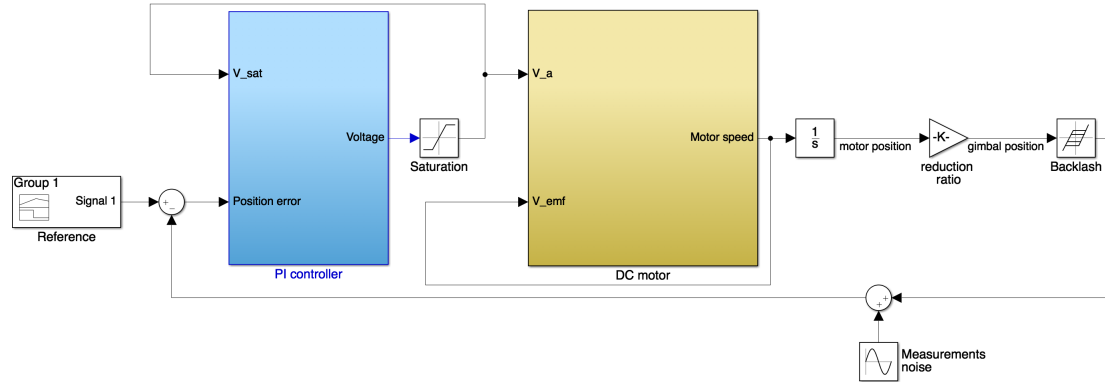 V_sat
V_a
Voltage
Motor speed
1
s
-K-
motor position
gimbal position
Saturation
reduction
ratio
Backlash
Group 1
Signal 1
Reference
+
−
Position error
V_emf
PI controller
DC motor
+
+
Measurements
noise